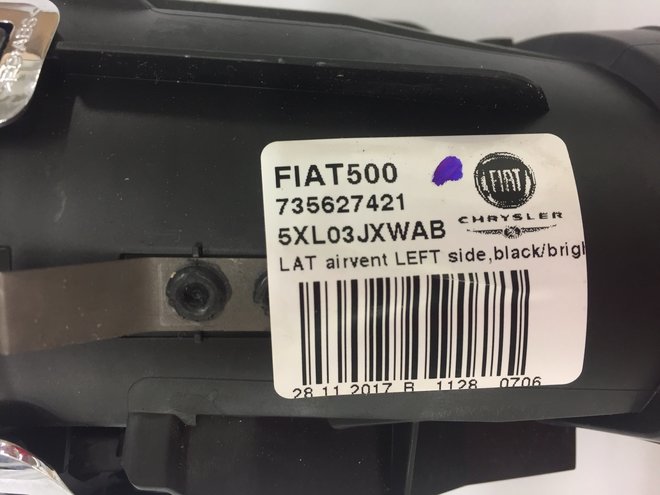 FIAT500
735627421
5XL03JXWAB
LAT airvent LEFT side,black/brigh
28 11 2017 R 1128 0706
FIAT
CHRYSLER